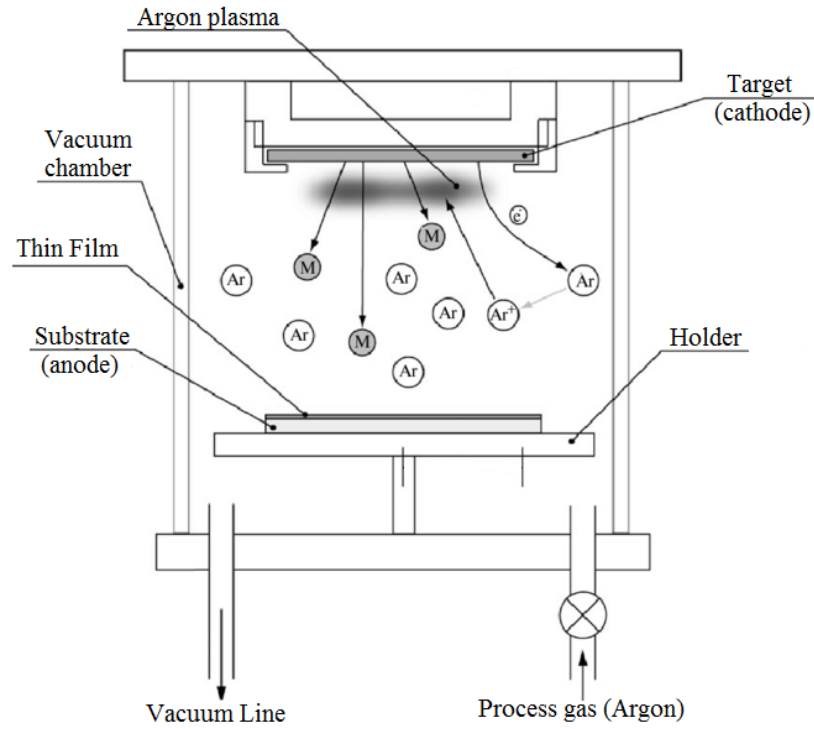 Argon plasma
Target
(cathode)
Vacuum
chamber
Thin Film
Substrate
(anode)
Holder
e-
M
M
Ar
Ar
Ar
Ar
Ar+
Ar
M
Ar
Vacuum Line
Process gas (Argon)